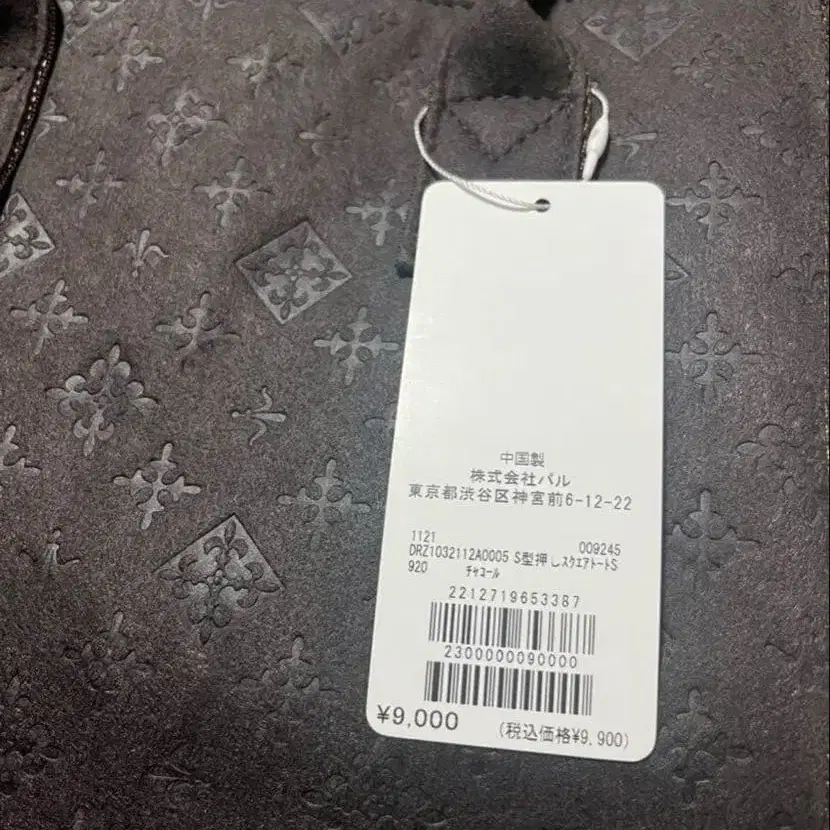 中国製
株式会社パル
東京都渋谷区神宮前6-12-22
1121 009245
DRZ1032112A0005 S型押しスクエアトートS
920 チャコール
2212719653387
2300000090000
¥9,000 (税込価格¥9,900)